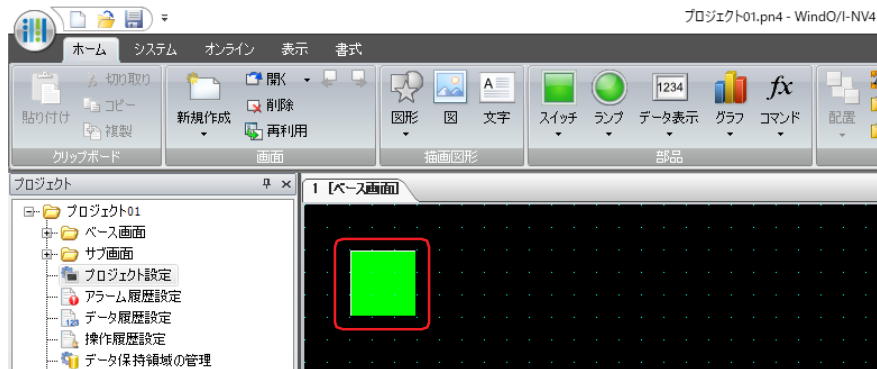 プロジェクト01.pn4 - WindO/I-NV4
ホーム システム オンライン 表示 書式
貼り付け 切り取り コピー 複製
クリップボード
新規作成 開く 削除 再利用
画面
図形 図 文字
描画図形
スイッチ ランプ 1234 データ表示 グラフ fx コマンド
部品
配置
プロジェクト
1 [ベース画面]
プロジェクト01
ベース画面
サブ画面
プロジェクト設定
アラーム履歴設定
データ履歴設定
操作履歴設定
データ保持領域の管理